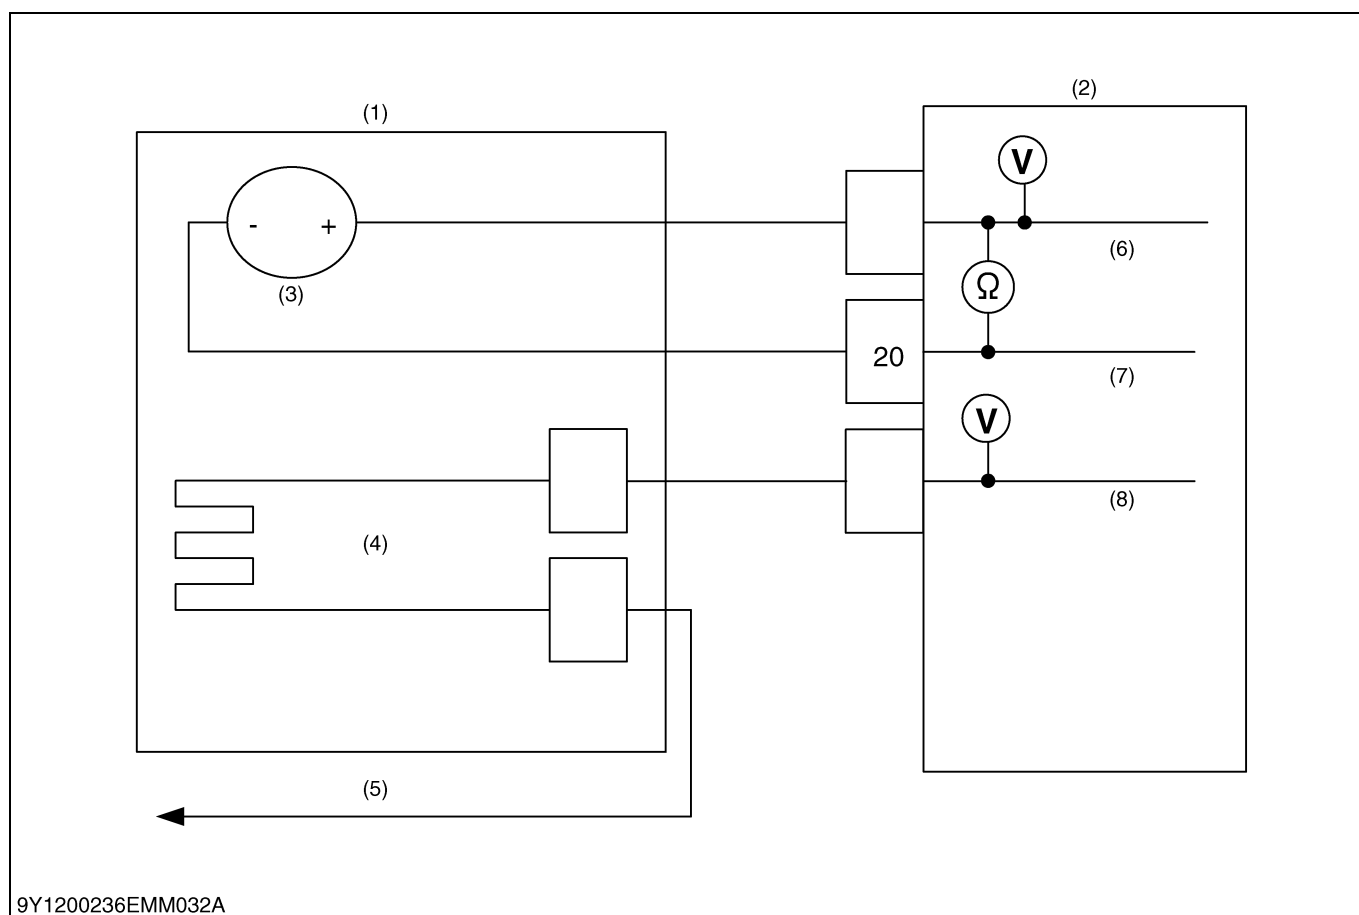 (2)
(1)
V
- +
(6)
Ω
(3)
20
(7)
V
(8)
(4)
(5)
9Y1200236EMM032A